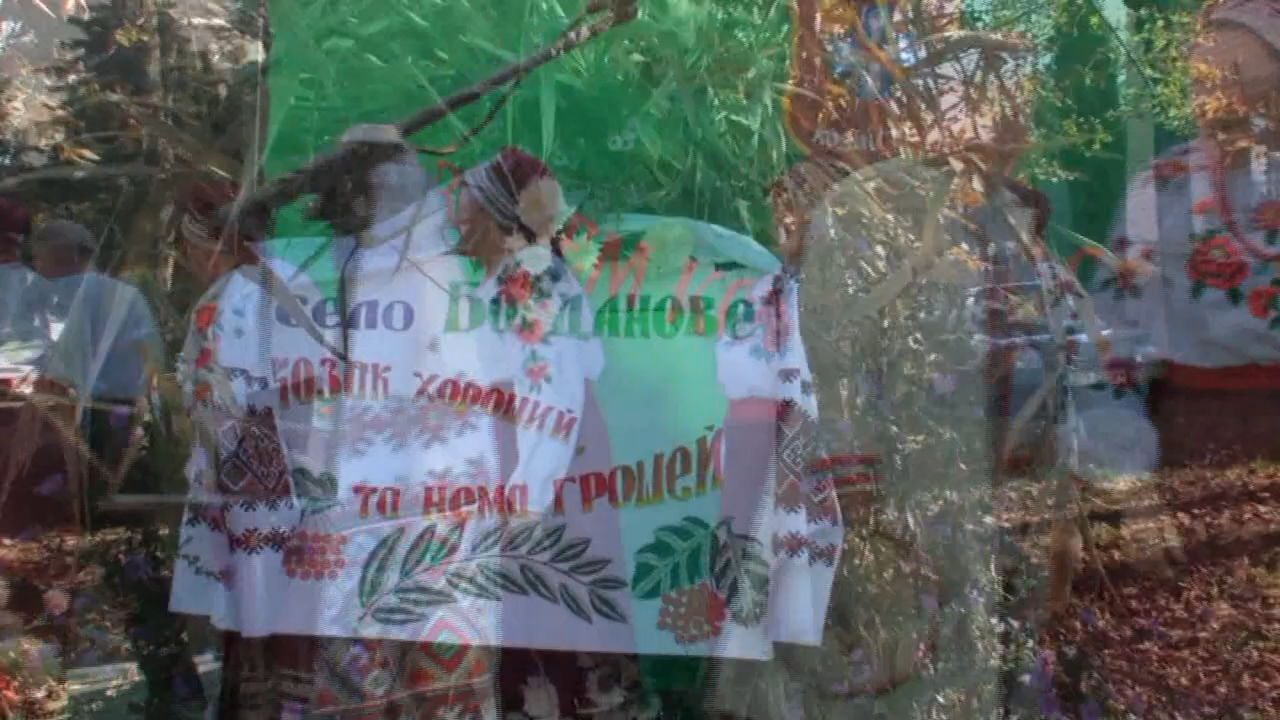 село Богданове
козак хороший,
та нема грошей